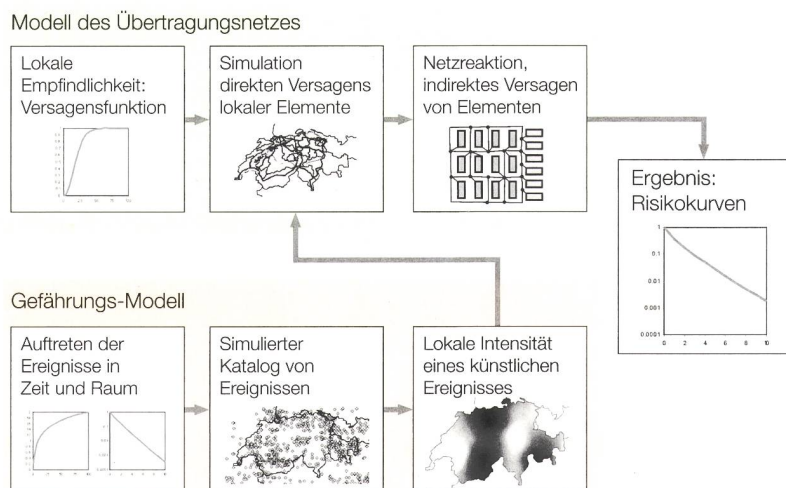 Modell des Übertragungsnetzes
Lokale
Empfindlichkeit:
Versagensfunktion
Simulation
direkten Versagens
lokaler Elemente
Netzreaktion,
indirektes Versagen
von Elementen
Ergebnis:
Risikokurven
1
0.1
0.01
0.001
0.0001
0 2 4 6 8 10
Gefährungs-Modell
Auftreten der
Ereignisse in
Zeit und Raum
Simulierter
Katalog von
Ereignissen
Lokale Intensität
eines künstlichen
Ereignisses